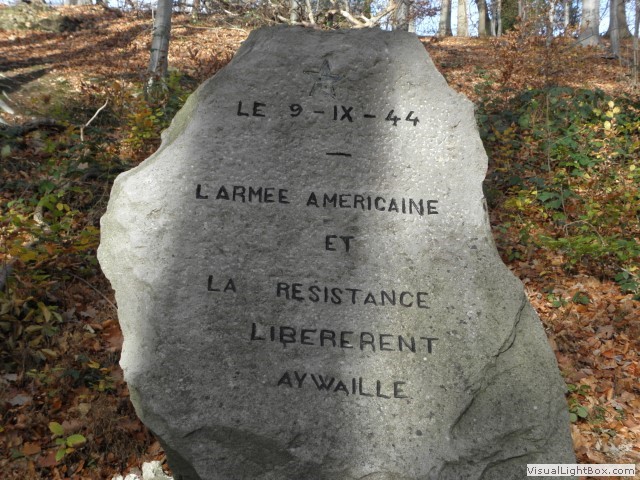 LE 9-IX-44
—
L'ARMEE AMERICAINE
ET
LA RESISTANCE
LIBERERENT
AYWAILLE
VisualLightBox.com